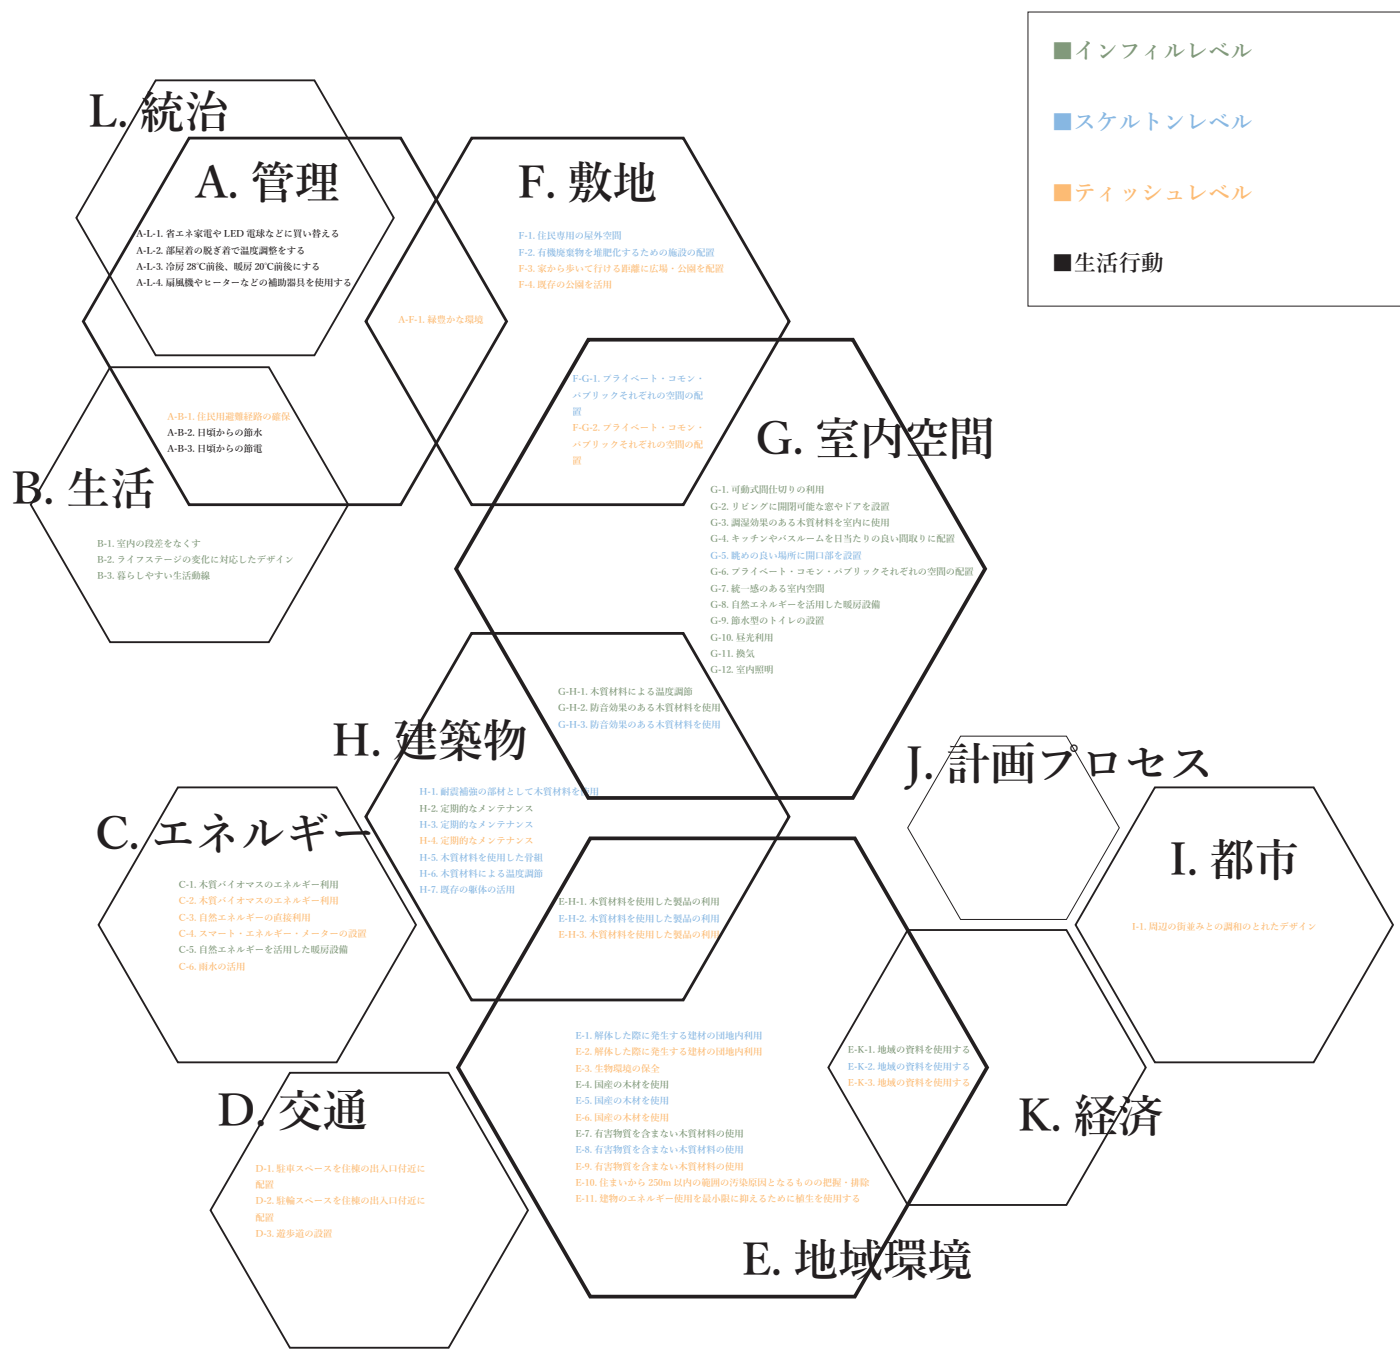 ■インフィルレベル
■スケルトンレベル
■ティッシュレベル
■生活行動
L. 統治
A. 管理
A-L-1. 省エネ家電や LED 電球などに買い替える
A-L-2. 部屋着の脱ぎ着で温度調整をする
A-L-3. 冷房 28℃前後、暖房 20℃前後にする
A-L-4. 扇風機やヒーターなどの補助器具を使用する
F. 敷地
F-1. 住民専用の屋外空間
F-2. 有機廃棄物を堆肥化するための施設の配置
F-3. 家から歩いて行ける距離に広場・公園を配置
F-4. 既存の公園を活用
A-F-1. 緑豊かな環境
F-G-1. プライベート・コモン・
パブリックそれぞれの空間の配
置
F-G-2. プライベート・コモン・
パブリックそれぞれの空間の配
置
A-B-1. 住民用避難経路の確保
A-B-2. 日頃からの節水
A-B-3. 日頃からの節電
B. 生活
B-1. 室内の段差をなくす
B-2. ライフステージの変化に対応したデザイン
B-3. 暮らしやすい生活動線
G. 室内空間
G-1. 可動式間仕切りの利用
G-2. リビングに開閉可能な窓やドアを設置
G-3. 調湿効果のある木質材料を室内に使用
G-4. キッチンやバスルームを日当たりの良い間取りに配置
G-5. 眺めの良い場所に開口部を設置
G-6. プライベート・コモン・パブリックそれぞれの空間の配置
G-7. 統一感のある室内空間
G-8. 自然エネルギーを活用した暖房設備
G-9. 節水型のトイレの設置
G-10. 昼光利用
G-11. 換気
G-12. 室内照明
G-H-1. 木質材料による温度調節
G-H-2. 防音効果のある木質材料を使用
G-H-3. 防音効果のある木質材料を使用
H. 建築物
H-1. 耐震補強の部材として木質材料を使用
H-2. 定期的なメンテナンス
H-3. 定期的なメンテナンス
H-4. 定期的なメンテナンス
H-5. 木質材料を使用した骨組
H-6. 木質材料による温度調節
H-7. 既存の躯体の活用
J. 計画プロセス
I. 都市
I-1. 周辺の街並みとの調和のとれたデザイン
C. エネルギー
C-1. 木質バイオマスのエネルギー利用
C-2. 木質バイオマスのエネルギー利用
C-3. 自然エネルギーの直接利用
C-4. スマート・エネルギー・メーターの設置
C-5. 自然エネルギーを活用した暖房設備
C-6. 雨水の活用
E-H-1. 木質材料を使用した製品の利用
E-H-2. 木質材料を使用した製品の利用
E-H-3. 木質材料を使用した製品の利用
E-1. 解体した際に発生する建材の団地内利用
E-2. 解体した際に発生する建材の団地内利用
E-3. 生物環境の保全
E-4. 国産の木材を使用
E-5. 国産の木材を使用
E-6. 国産の木材を使用
E-7. 有害物質を含まない木質材料の使用
E-8. 有害物質を含まない木質材料の使用
E-9. 有害物質を含まない木質材料の使用
E-10. 住まいから 250m 以内の範囲の汚染原因となるものの把握・排除
E-11. 建物のエネルギー使用を最小限に抑えるために植生を使用する
E-K-1. 地域の資料を使用する
E-K-2. 地域の資料を使用する
E-K-3. 地域の資料を使用する
K. 経済
D. 交通
D-1. 駐車スペースを住棟の出入口付近に
配置
D-2. 駐輪スペースを住棟の出入口付近に
配置
D-3. 遊歩道の設置
E. 地域環境